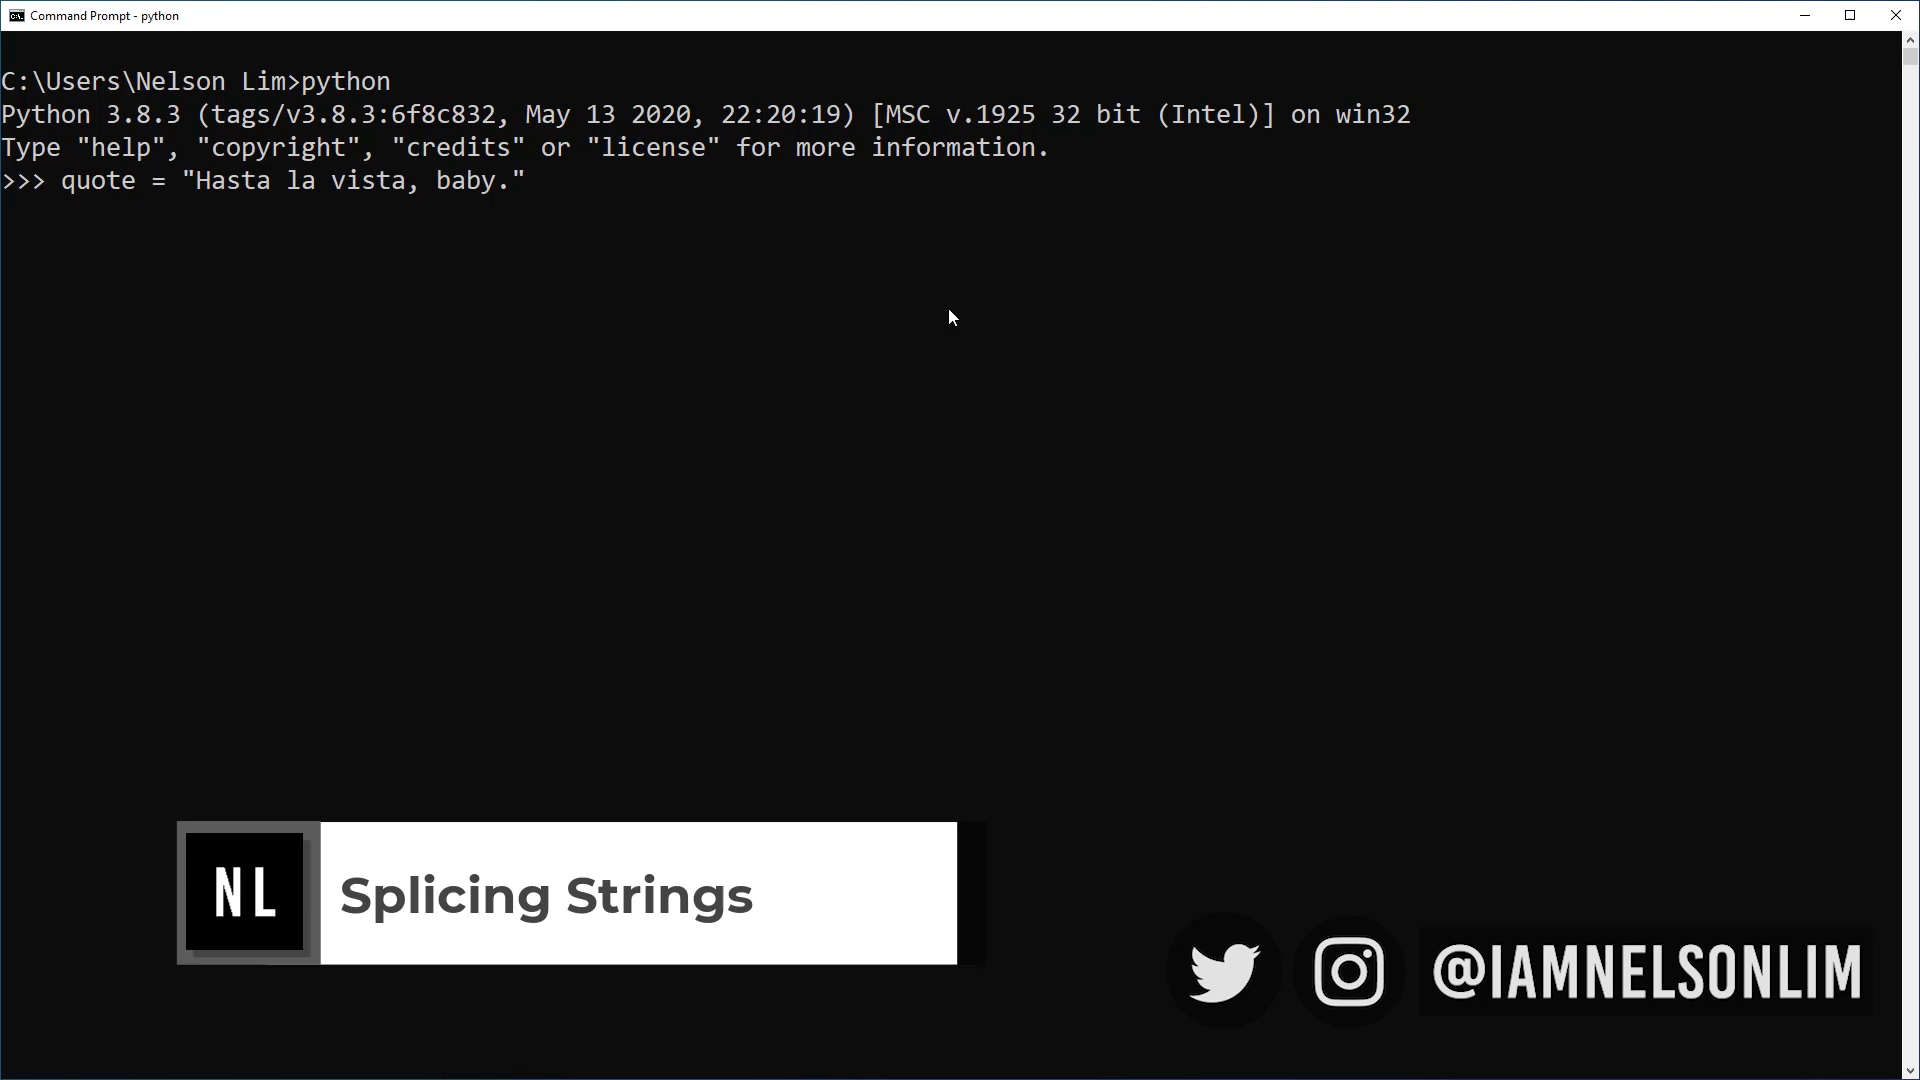 Command Prompt - python
C:\Users\Nelson Lim>python
Python 3.8.3 (tags/v3.8.3:6f8c832, May 13 2020, 22:20:19) [MSC v.1925 32 bit (Intel)] on win32
Type "help", "copyright", "credits" or "license" for more information.
>>> quote = "Hasta la vista, baby."
NL
Splicing Strings
@IAMNELSONLIM